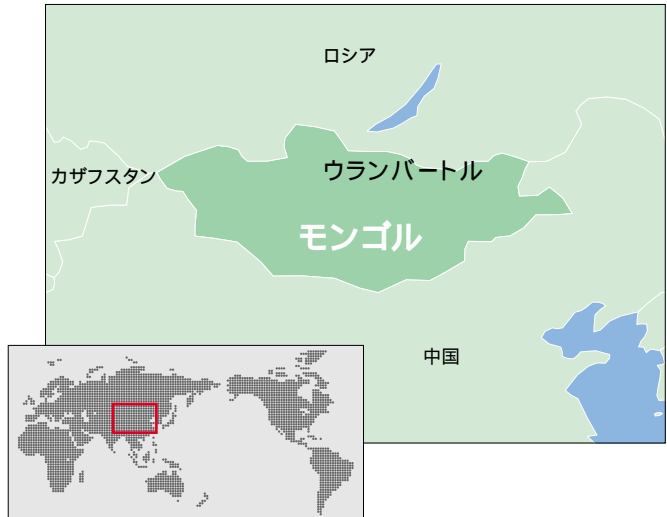 ロシア
カザフスタン
ウランバートル
モンゴル
中国